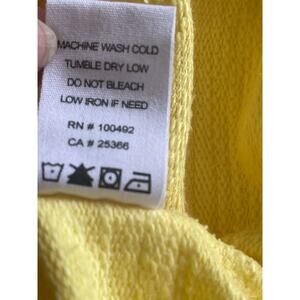 MACHINE WASH COLD
TUMBLE DRY LOW
DO NOT BLEACH
LOW IRON IF NEED
RN # 100492
CA # 25366